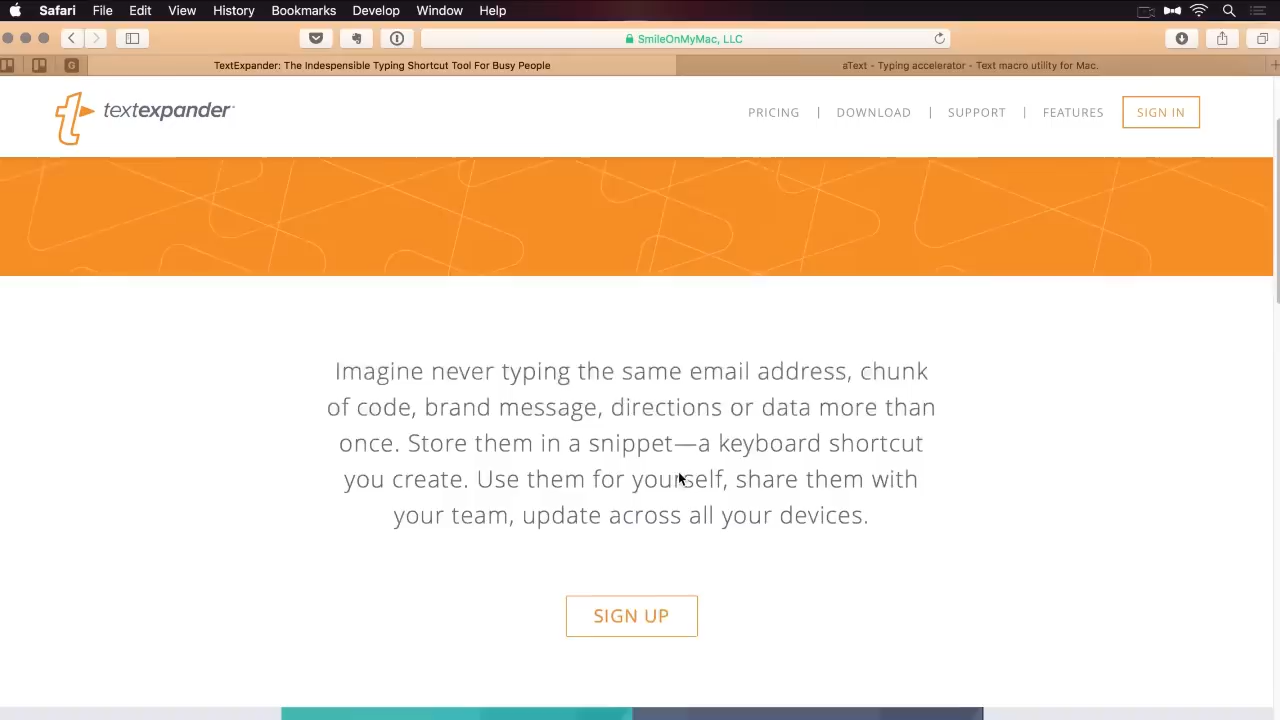 Safari File Edit View History Bookmarks Develop Window Help
SmileOnMyMac, LLC
G TextExpander: The Indespensible Typing Shortcut Tool For Busy People aText - Typing accelerator - Text macro utility for Mac.
textexpander PRICING | DOWNLOAD | SUPPORT | FEATURES SIGN IN
Imagine never typing the same email address, chunk
of code, brand message, directions or data more than
once. Store them in a snippet—a keyboard shortcut
you create. Use them for yourself, share them with
your team, update across all your devices.
SIGN UP